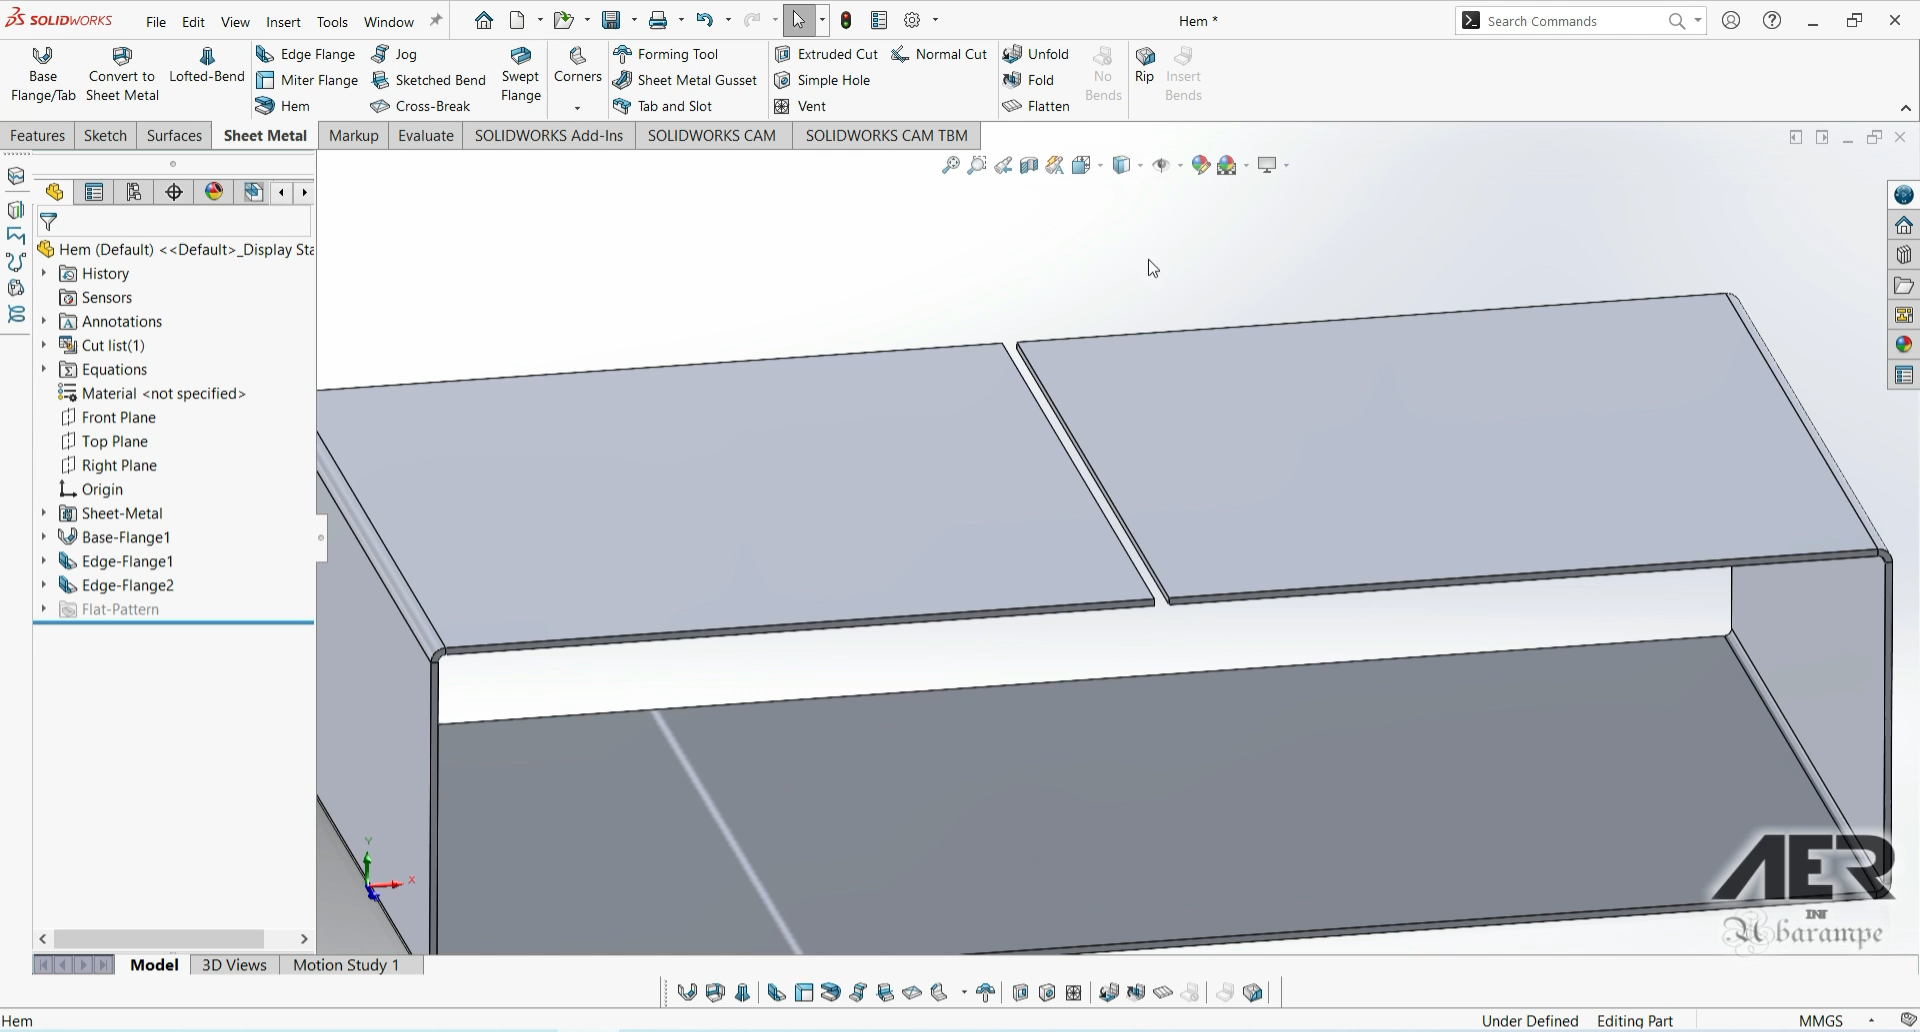 SOLIDWORKS File Edit View Insert Tools Window Hem * Search Commands
Base Flange/Tab
Convert to Sheet Metal
Lofted-Bend
Edge Flange
Miter Flange
Hem
Jog
Sketched Bend
Cross-Break
Swept Flange
Corners
Forming Tool
Sheet Metal Gusset
Tab and Slot
Extruded Cut
Simple Hole
Vent
Normal Cut
Unfold
Fold
Flatten
No Bends
Rip
Insert Bends
Features Sketch Surfaces Sheet Metal Markup Evaluate SOLIDWORKS Add-Ins SOLIDWORKS CAM SOLIDWORKS CAM TBM
Hem (Default) <<Default>_Display Sta
History
Sensors
Annotations
Cut list(1)
Equations
Material <not specified>
Front Plane
Top Plane
Right Plane
Origin
Sheet-Metal
Base-Flange1
Edge-Flange1
Edge-Flange2
Flat-Pattern
Y
X
AER
INT
Abarampe
Model 3D Views Motion Study 1
Hem Under Defined Editing Part MMGS